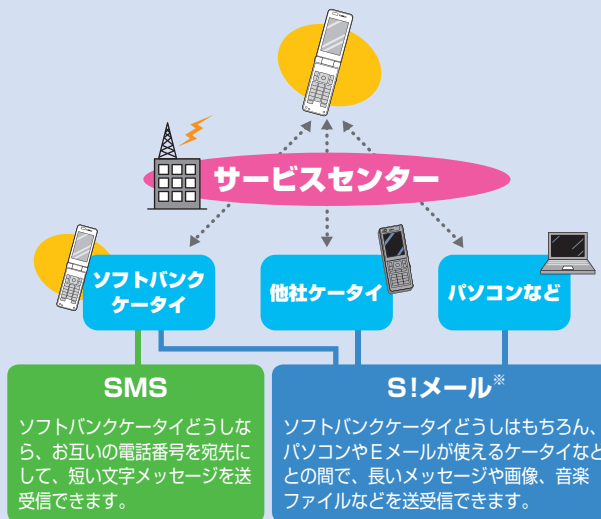 サービスセンター
ソフトバンク
ケータイ
他社ケータイ
パソコンなど
SMS
ソフトバンクケータイどうしな
ら、お互いの電話番号を宛先に
して、短い文字メッセージを送
受信できます。
S!メール※
ソフトバンクケータイどうしはもちろん、
パソコンやEメールが使えるケータイなど
との間で、長いメッセージや画像、音楽
ファイルなどを送受信できます。